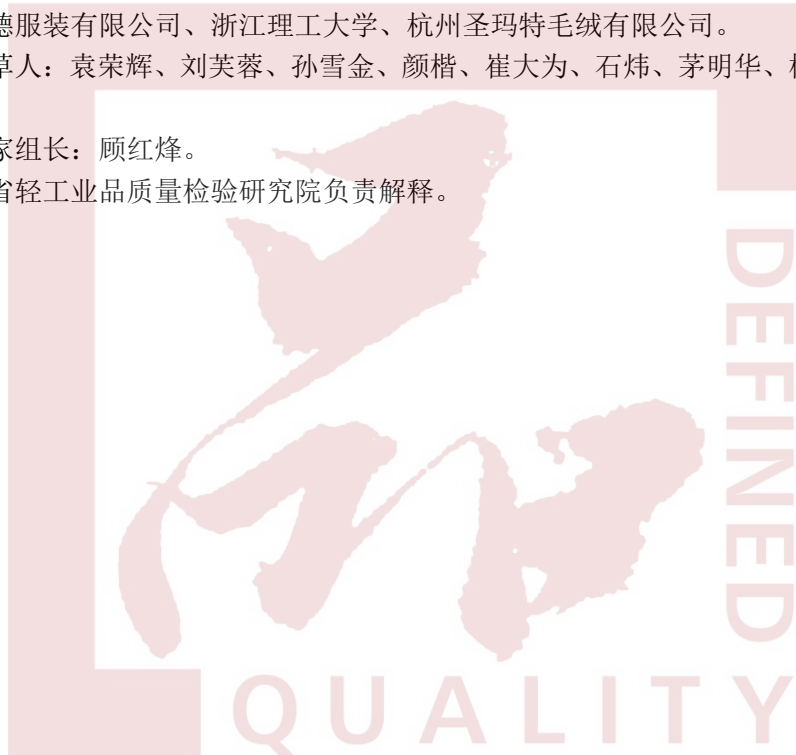 德服装有限公司、浙江理工大学、杭州圣玛特毛绒有限公司。
草人：袁荣辉、刘芙蓉、孙雪金、颜楷、崔大为、石炜、茅明华、
家组长：顾红烽。
省轻工业品质量检验研究院负责解释。
DEFINED
QUALITY